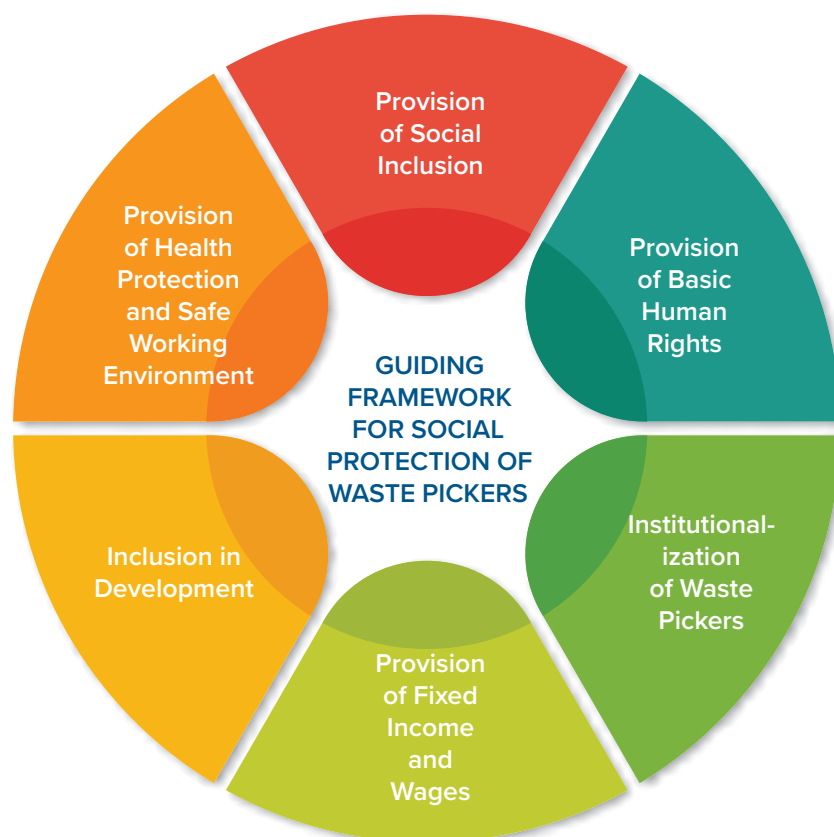 Provision
of Social
Inclusion
Provision
of Basic
Human
Rights
Institutional-
ization
of Waste
Pickers
Provision
of Fixed
Income
and
Wages
Inclusion in
Development
Provision
of Health
Protection
and Safe
Working
Environment
GUIDING
FRAMEWORK
FOR SOCIAL
PROTECTION OF
WASTE PICKERS